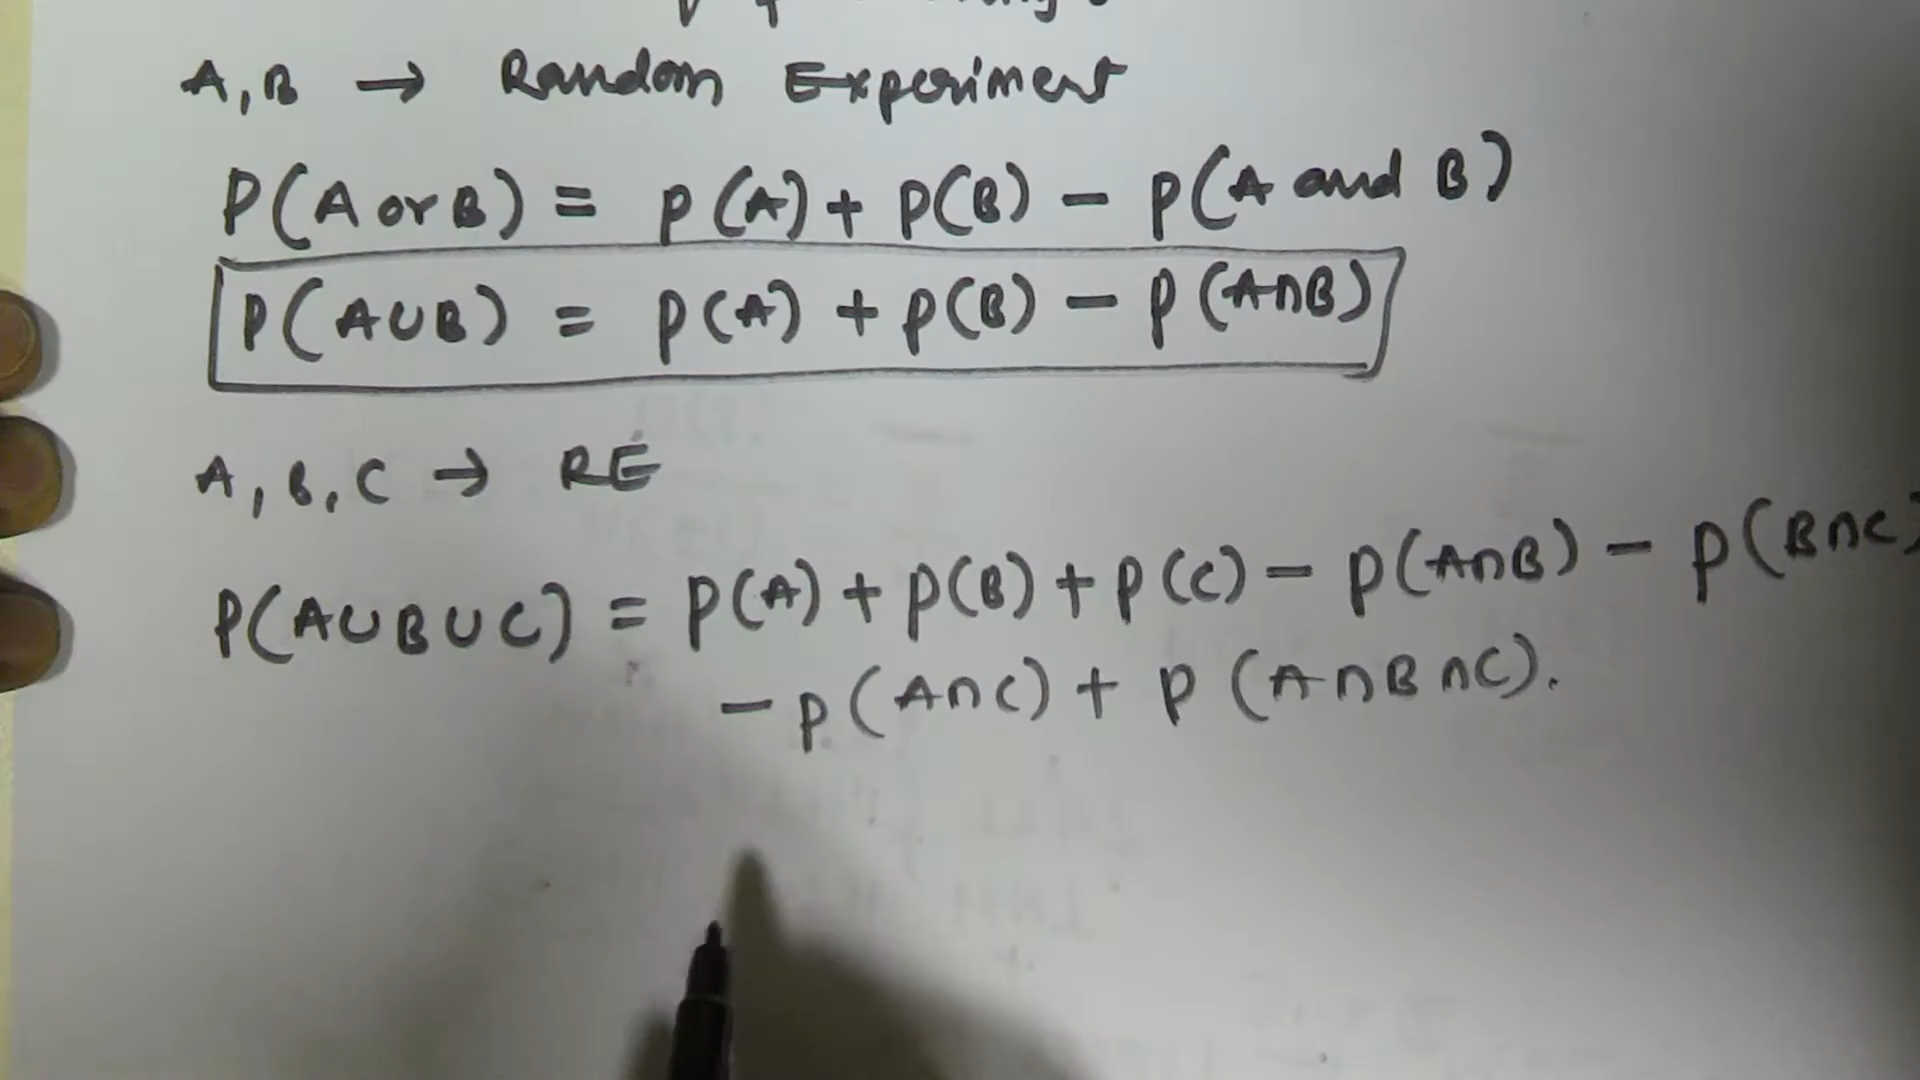 A, B → Random Experiment
P(A or B) = P(A) + P(B) - P(A and B)
P(A∪B) = P(A) + P(B) - P(A∩B)
A, B, C → RE
P(A∪B∪C) = P(A) + P(B) + P(C) - P(A∩B) - P(B∩C)
- P(A∩C) + P(A∩B∩C).